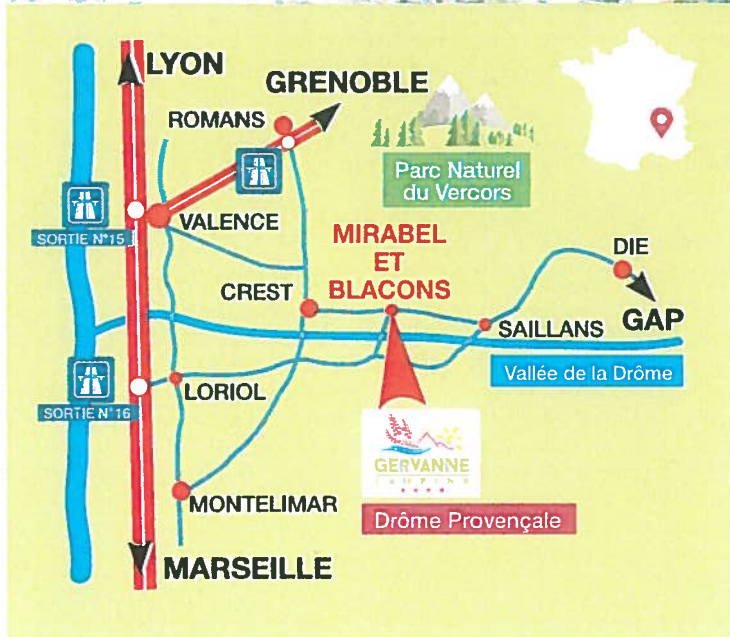 LYON
GRENOBLE
ROMANS
Parc Naturel
du Vercors
VALENCE
SORTIE N°15
MIRABEL
ET
BLACONS
DIE
CREST
SAILLANS
GAP
Vallée de la Drôme
LORIOL
SORTIE N°16
GERVANNE
CAMPING
MONTELIMAR
Drôme Provençale
MARSEILLE